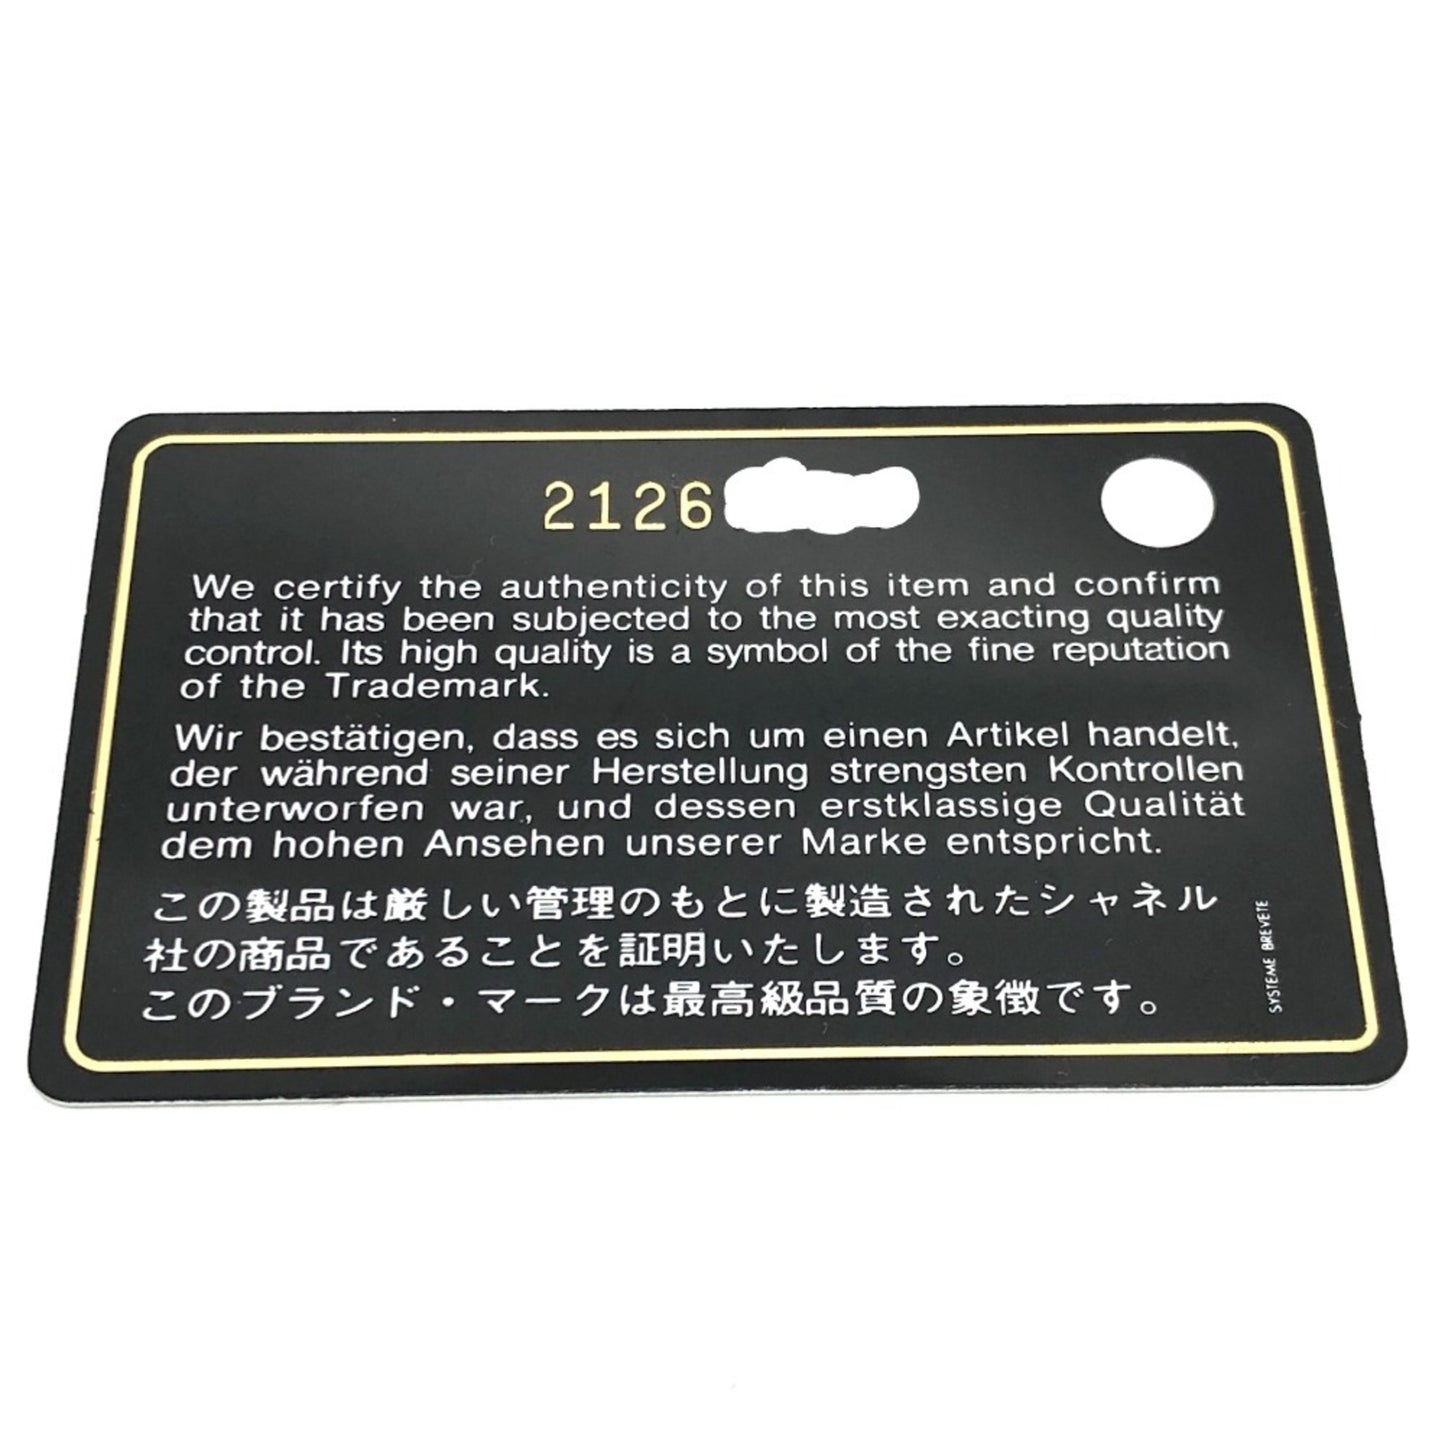 2126
We certify the authenticity of this item and confirm
that it has been subjected to the most exacting quality
control. Its high quality is a symbol of the fine reputation
of the Trademark.
Wir bestätigen, dass es sich um einen Artikel handelt,
der während seiner Herstellung strengsten Kontrollen
unterworfen war, und dessen erstklassige Qualität
dem hohen Ansehen unserer Marke entspricht.
この製品は厳しい管理のもとに製造されたシャネル
社の商品であることを証明いたします。
このブランド・マークは最高級品質の象徴です。
SYSTEME BREVETE